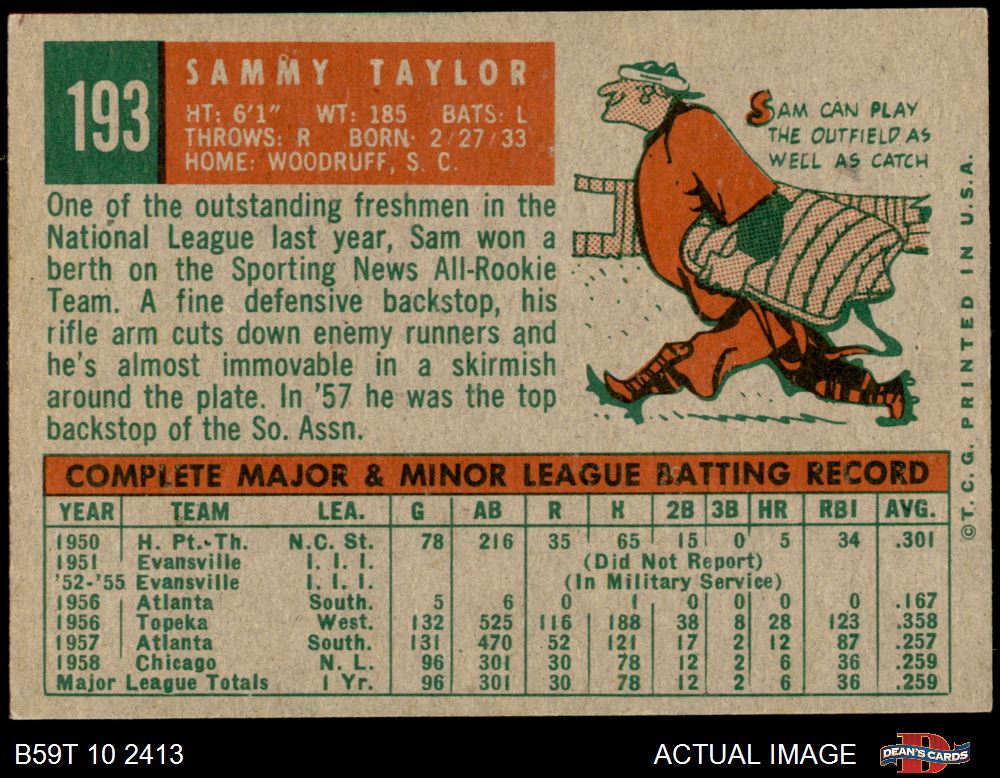 193
SAMMY TAYLOR
HT: 6'1" WT: 185 BATS: L
THROWS: R BORN: 2/27/33
HOME: WOODRUFF, S. C.
SAM CAN PLAY
THE OUTFIELD AS
WELL AS CATCH
One of the outstanding freshmen in the
National League last year, Sam won a
berth on the Sporting News All-Rookie
Team. A fine defensive backstop, his
rifle arm cuts down enemy runners and
he's almost immovable in a skirmish
around the plate. In '57 he was the top
backstop of the So. Assn.
COMPLETE MAJOR & MINOR LEAGUE BATTING RECORD
YEAR TEAM LEA. G AB R H 2B 3B HR RBI AVG.
1950 H. Pt.-Th. N.C. St. 78 216 35 65 15 0 5 34 .301
1951 Evansville I. I. I. (Did Not Report)
'52-'55 Evansville I. I. I. (In Military Service)
1956 Atlanta South. 5 6 0 1 0 0 0 0 .167
1956 Topeka West. 132 525 116 188 38 8 28 123 .358
1957 Atlanta South. 131 470 52 121 17 2 12 87 .257
1958 Chicago N. L. 96 301 30 78 12 2 6 36 .259
Major League Totals 1 Yr. 96 301 30 78 12 2 6 36 .259
©T.C.G. PRINTED IN U.S.A.
B59T 10 2413
ACTUAL IMAGE
DEAN'S CARDS